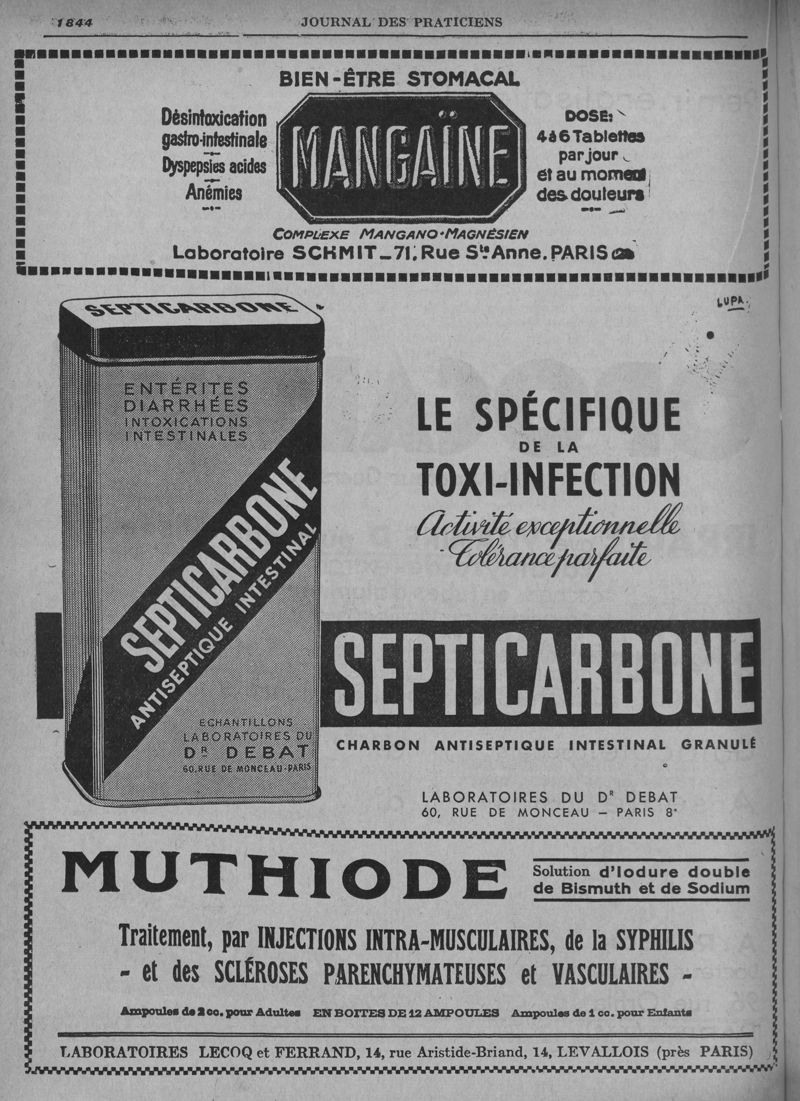 1844
JOURNAL DES PRATICIENS
BIEN-ÊTRE STOMACAL
Désintoxication
gastro-intestinale
Dyspepsies acides
Anémies
MANGAÏNE
DOSE:
4 à 6 Tablettes
par jour
et au moment
des douleurs
COMPLEXE MANGANO-MAGNÉSIEN
Laboratoire SCHMIT_71, Rue Ste Anne. PARIS
LUPA.
SEPTICARBONE
ENTÉRITES
DIARRHÉES
INTOXICATIONS
INTESTINALES
SEPTICARBONE
ANTISEPTIQUE INTESTINAL
ECHANTILLONS
LABORATOIRES DU
DR DEBAT
60, RUE DE MONCEAU-PARIS
LE SPÉCIFIQUE
DE LA
TOXI-INFECTION
Activité exceptionnelle
Tolérance parfaite
SEPTICARBONE
CHARBON ANTISEPTIQUE INTESTINAL GRANULÉ
LABORATOIRES DU DR DEBAT
60, RUE DE MONCEAU – PARIS 8e
MUTHIODE
Solution d'Iodure double
de Bismuth et de Sodium
Traitement, par INJECTIONS INTRA-MUSCULAIRES, de la SYPHILIS
- et des SCLÉROSES PARENCHYMATEUSES et VASCULAIRES -
Ampoules de 2 cc. pour Adultes EN BOITES DE 12 AMPOULES Ampoules de 1 cc. pour Enfants
LABORATOIRES LECOQ et FERRAND, 14, rue Aristide-Briand, 14, LEVALLOIS (près PARIS)